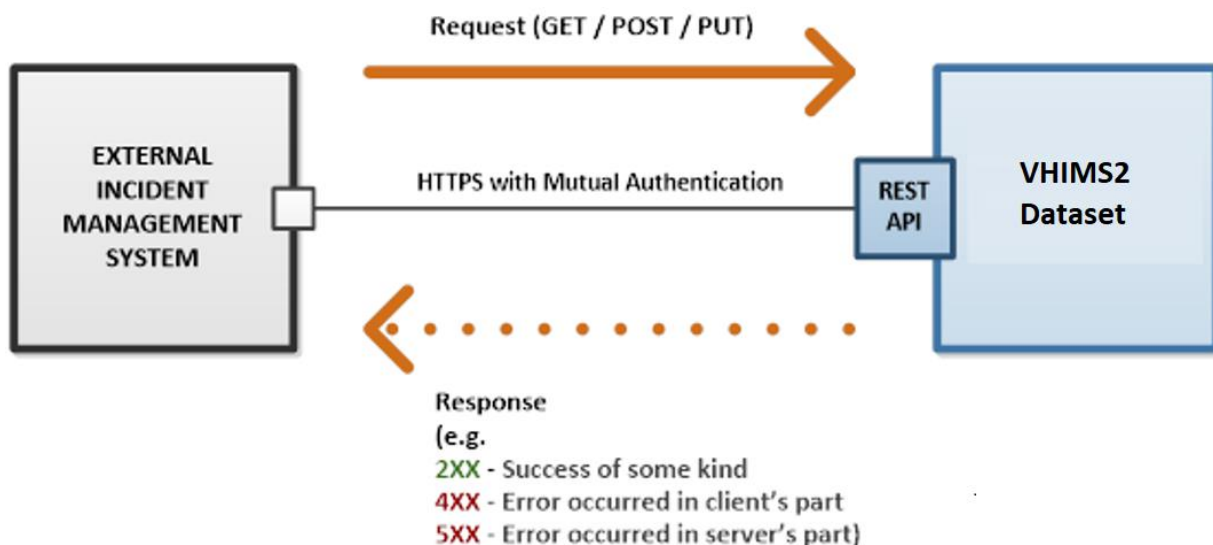 Request (GET / POST / PUT)
EXTERNAL
INCIDENT
MANAGEMENT
SYSTEM
HTTPS with Mutual Authentication
REST
API
VHIMS2
Dataset
Response
(e.g.
2XX - Success of some kind
4XX - Error occurred in client's part
5XX - Error occurred in server's part)